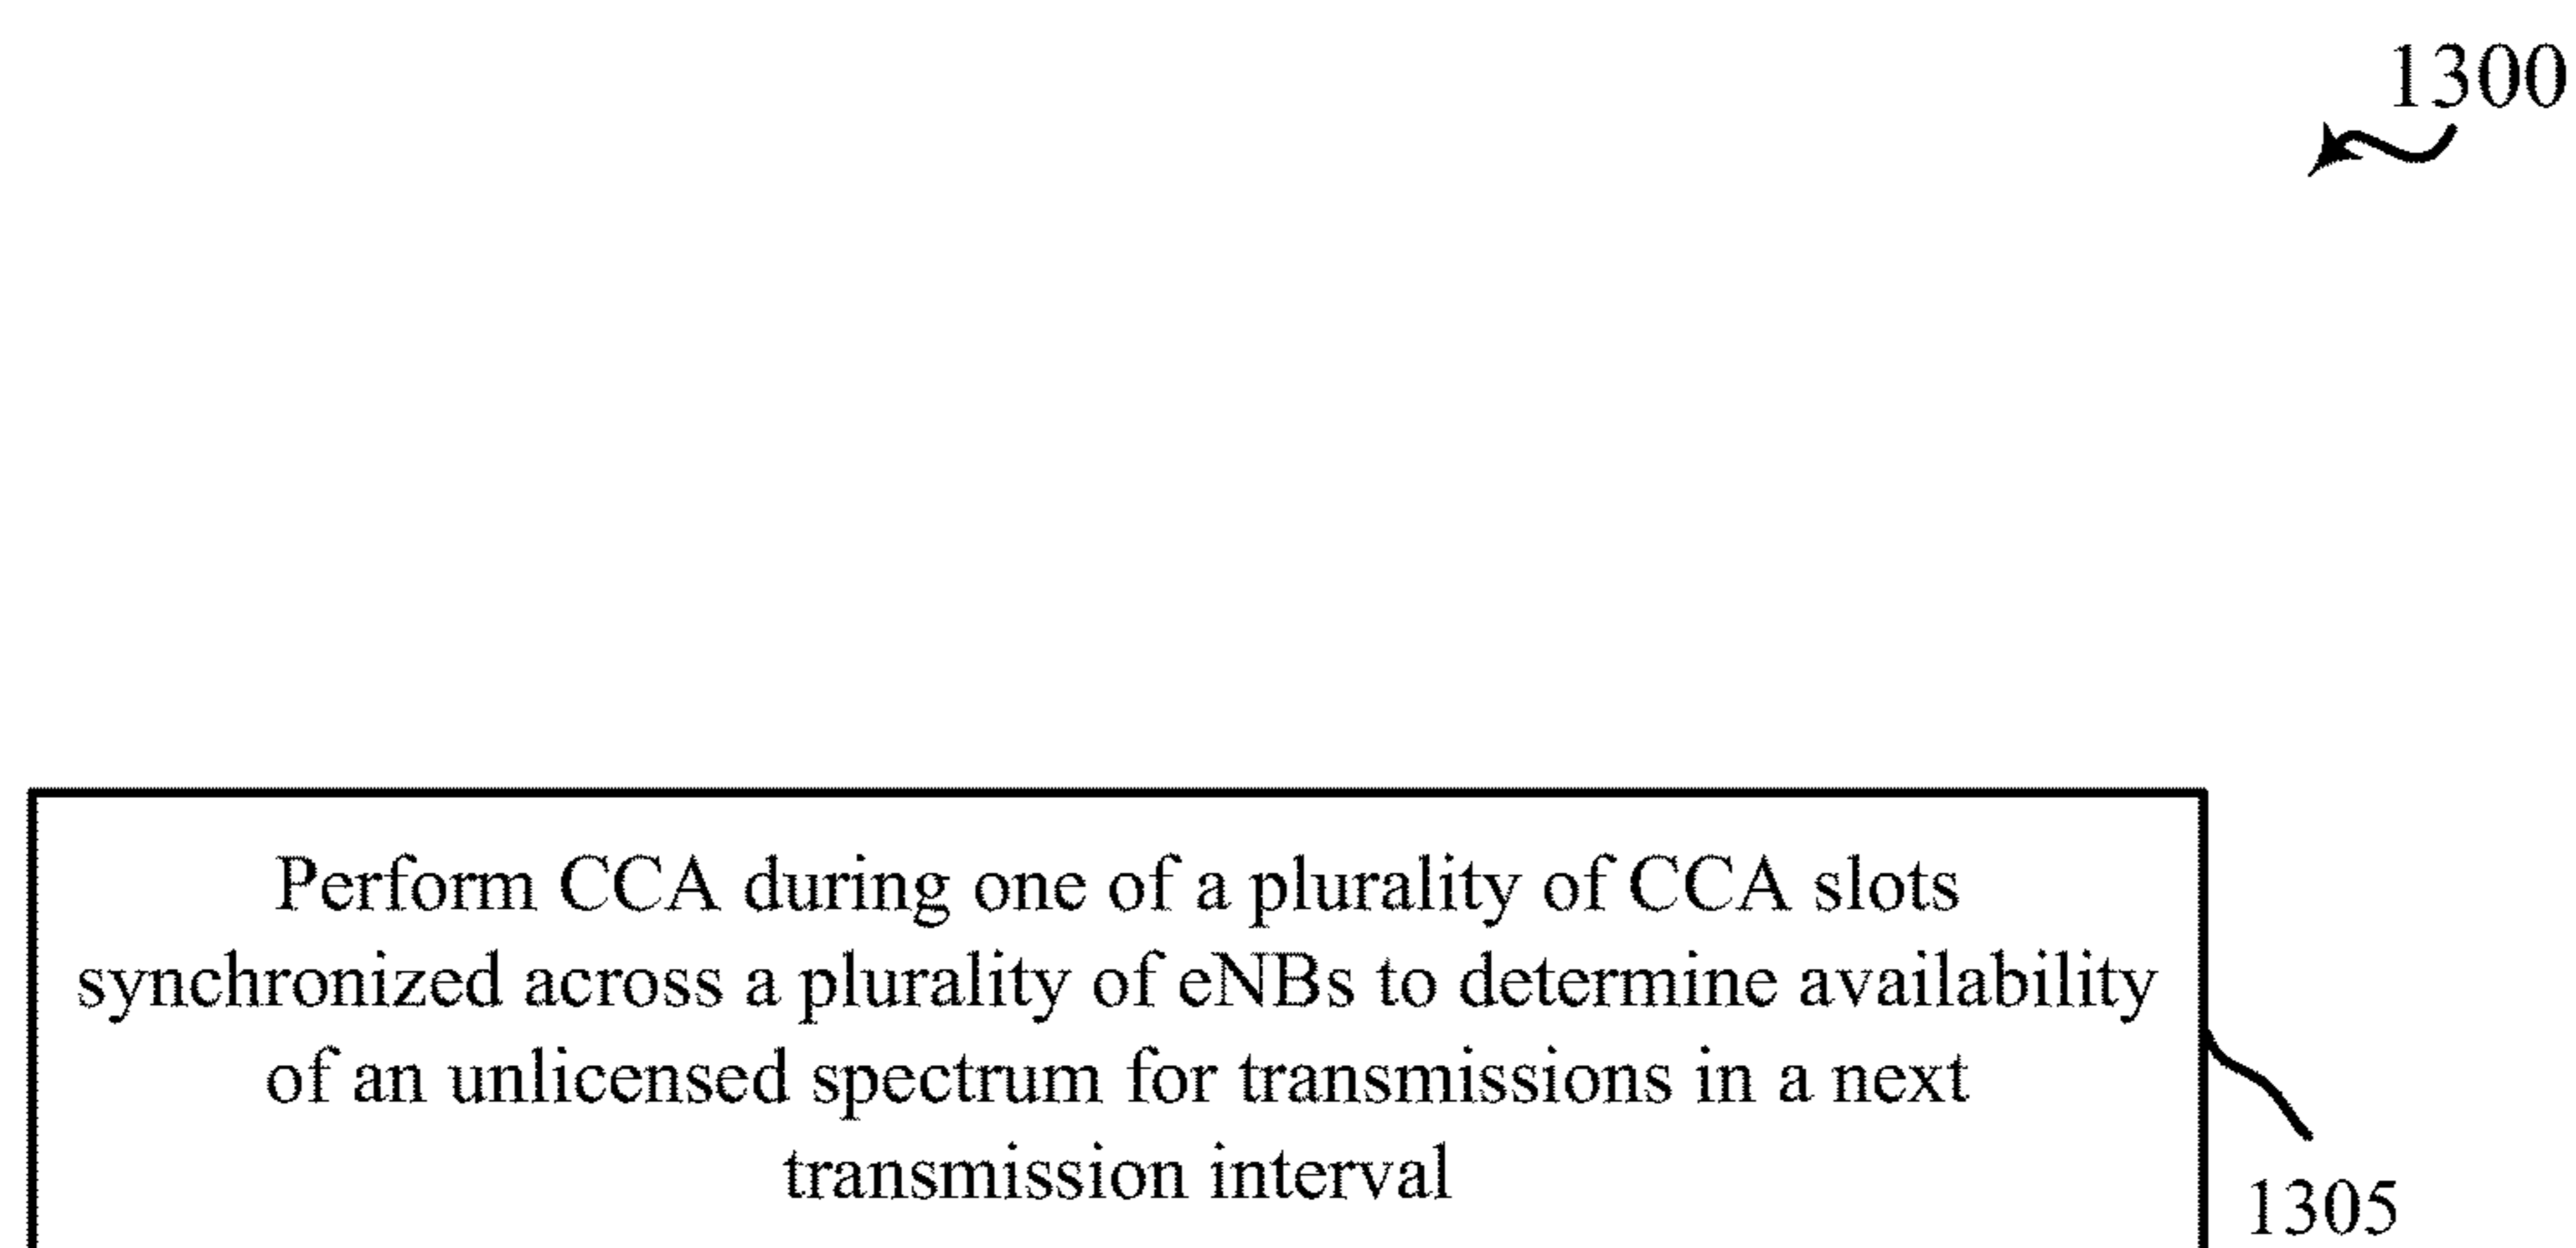 1300
Perform CCA during one of a plurality of CCA slots
synchronized across a plurality of eNBs to determine availability
of an unlicensed spectrum for transmissions in a next
transmission interval
1305